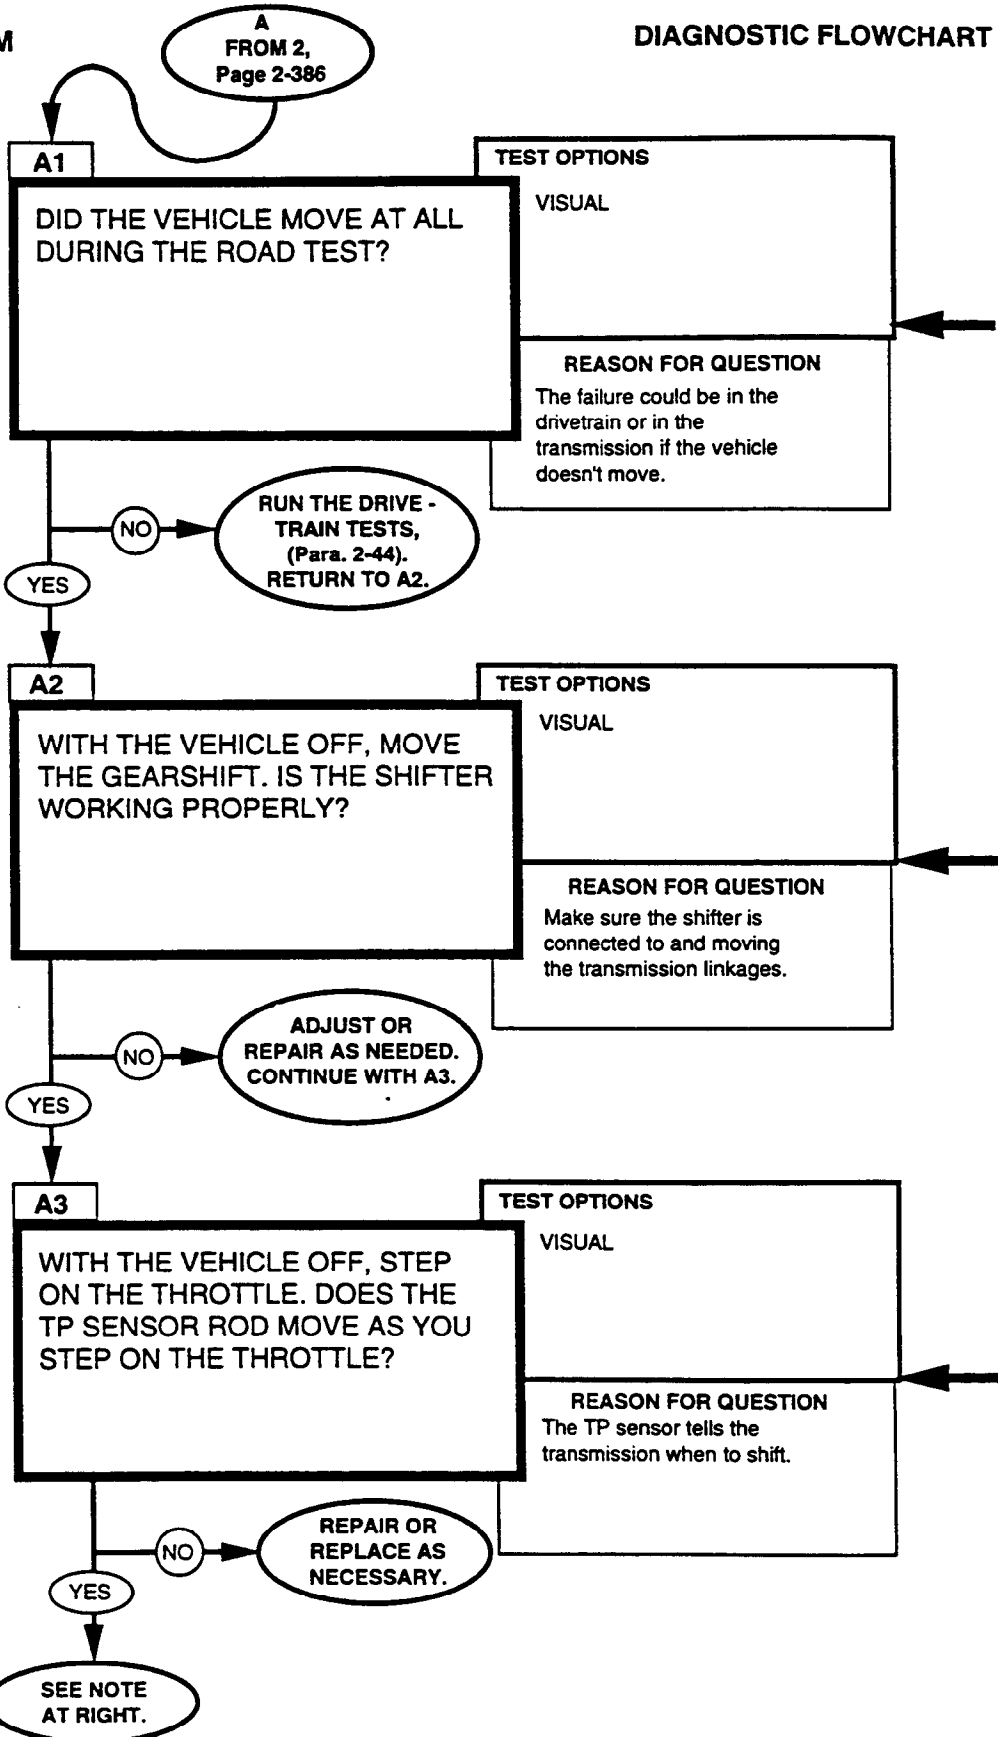 M
DIAGNOSTIC FLOWCHART
A
FROM 2,
Page 2-386
A1
DID THE VEHICLE MOVE AT ALL
DURING THE ROAD TEST?
TEST OPTIONS
VISUAL
REASON FOR QUESTION
The failure could be in the
drivetrain or in the
transmission if the vehicle
doesn't move.
NO
RUN THE DRIVE -
TRAIN TESTS,
(Para. 2-44).
RETURN TO A2.
YES
A2
WITH THE VEHICLE OFF, MOVE
THE GEARSHIFT. IS THE SHIFTER
WORKING PROPERLY?
TEST OPTIONS
VISUAL
REASON FOR QUESTION
Make sure the shifter is
connected to and moving
the transmission linkages.
NO
ADJUST OR
REPAIR AS NEEDED.
CONTINUE WITH A3.
YES
A3
WITH THE VEHICLE OFF, STEP
ON THE THROTTLE. DOES THE
TP SENSOR ROD MOVE AS YOU
STEP ON THE THROTTLE?
TEST OPTIONS
VISUAL
REASON FOR QUESTION
The TP sensor tells the
transmission when to shift.
NO
REPAIR OR
REPLACE AS
NECESSARY.
YES
SEE NOTE
AT RIGHT.